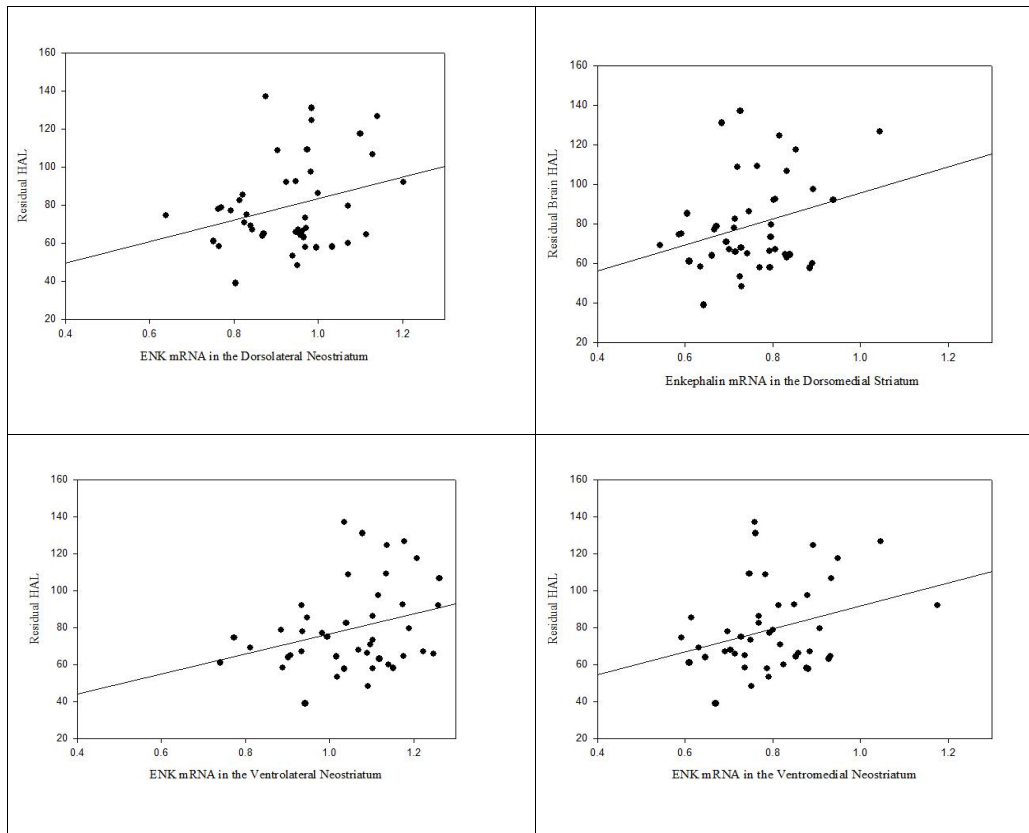 160
140
120
100
80
60
40
20
Residual HAL
0.4 0.6 0.8 1.0 1.2
ENK mRNA in the Dorsolateral Neostriatum
160
140
120
100
80
60
40
20
Residual Brain HAL
0.4 0.6 0.8 1.0 1.2
Enkephalin mRNA in the Dorsomedial Striatum
160
140
120
100
80
60
40
20
Residual HAL
0.4 0.6 0.8 1.0 1.2
ENK mRNA in the Ventrolateral Neostriatum
160
140
120
100
80
60
40
20
Residual HAL
0.4 0.6 0.8 1.0 1.2
ENK mRNA in the Ventromedial Neostriatum